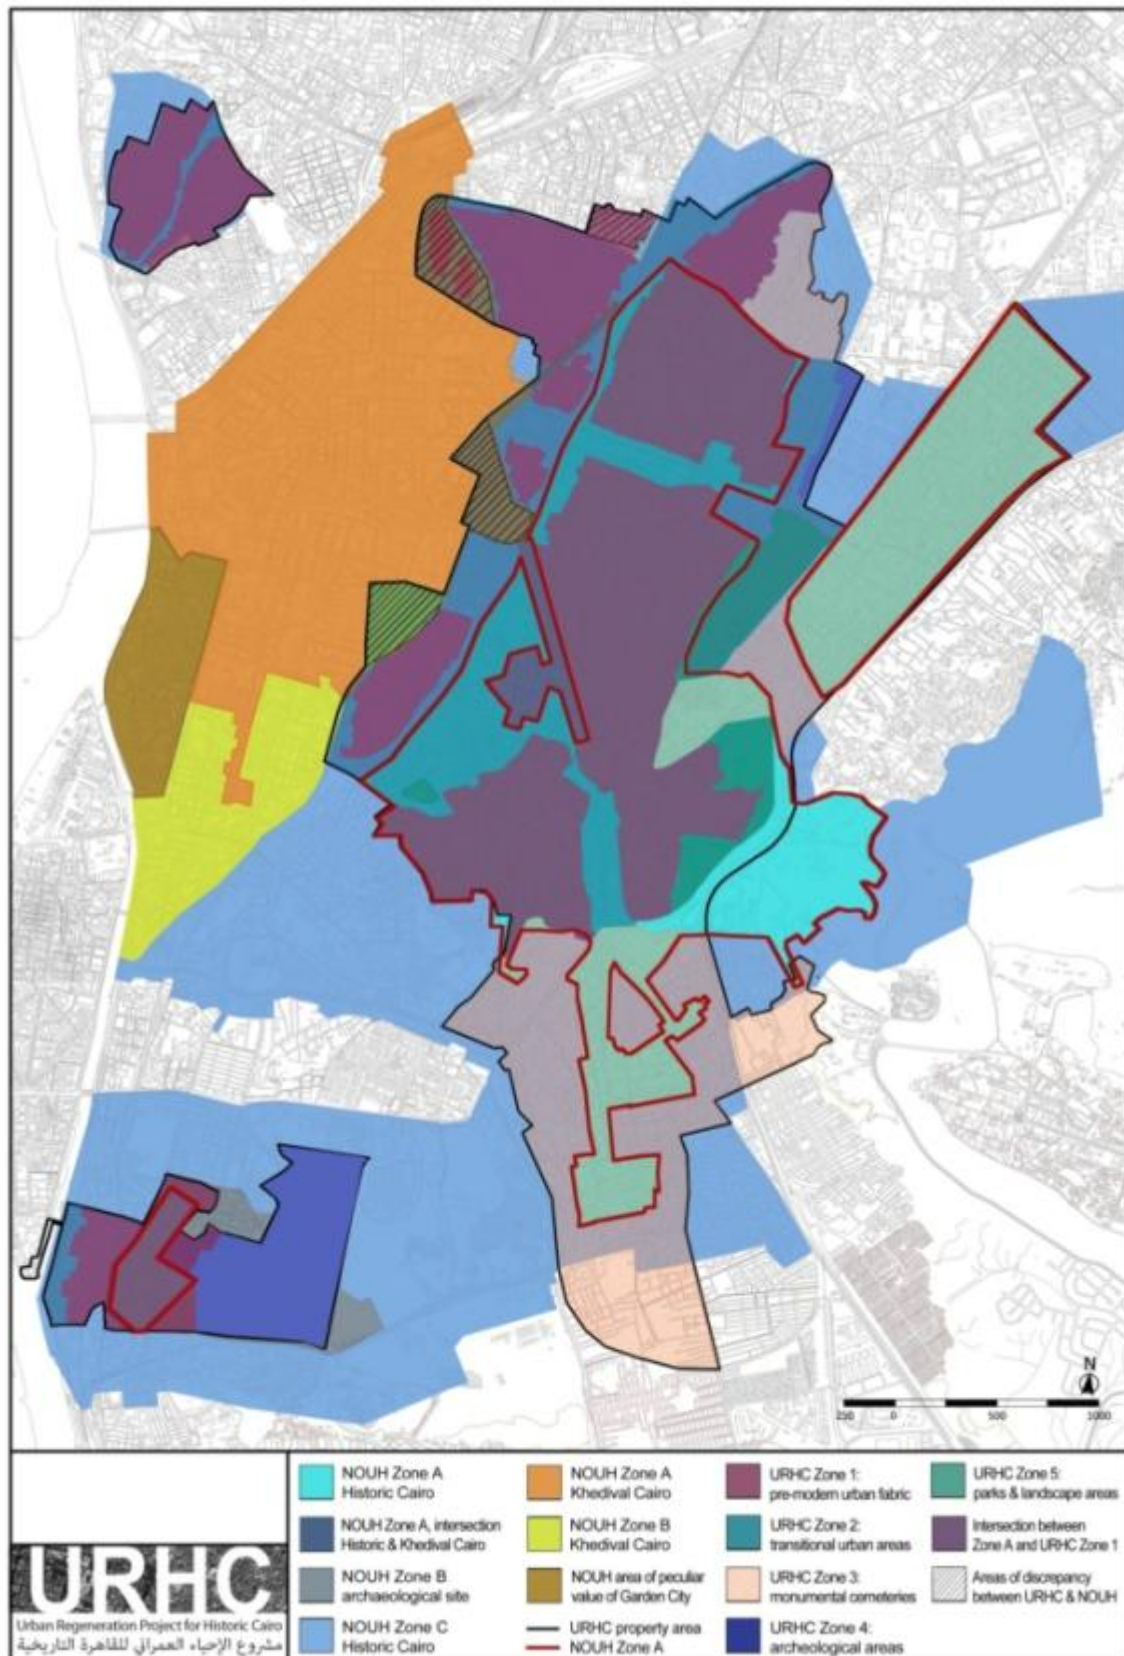 N
250 0 500 1000
NOUH Zone A
Historic Cairo
NOUH Zone A, intersection
Historic & Khedival Cairo
NOUH Zone B
archaeological site
NOUH Zone C
Historic Cairo
NOUH Zone A
Khedival Cairo
NOUH Zone B
Khedival Cairo
NOUH area of peculiar
value of Garden City
URHC property area
NOUH Zone A
URHC Zone 1:
pre-modern urban fabric
URHC Zone 2:
transitional urban areas
URHC Zone 3:
monumental cemeteries
URHC Zone 4:
archeological areas
URHC Zone 5:
parks & landscape areas
Intersection between
Zone A and URHC Zone 1
Areas of discrepancy
between URHC & NOUH
URHC
Urban Regeneration Project for Historic Cairo
مشروع الإحياء العمراني للقاهرة التاريخية